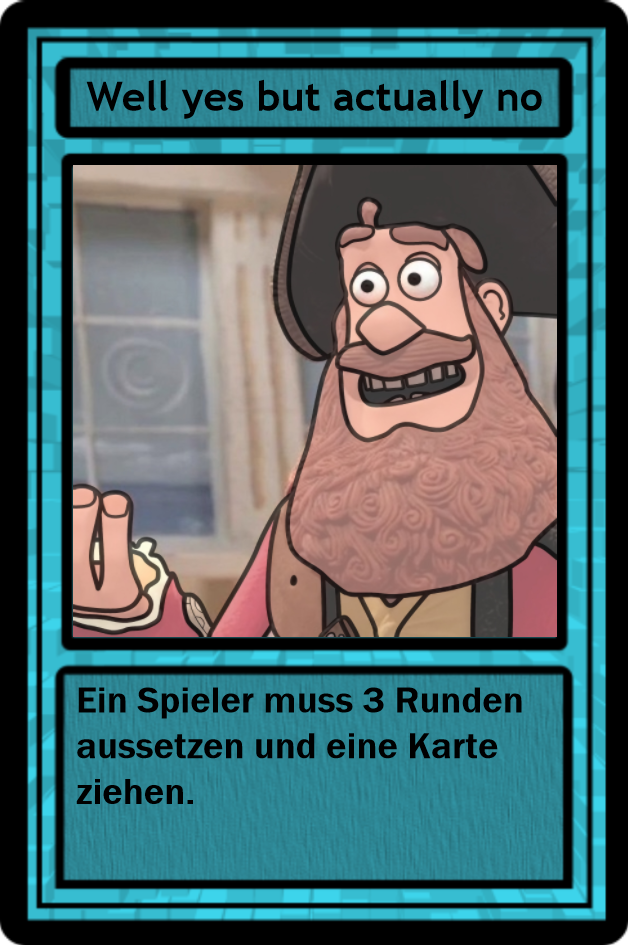 Well yes but actually no
Ein Spieler muss 3 Runden
aussetzen und eine Karte
ziehen.